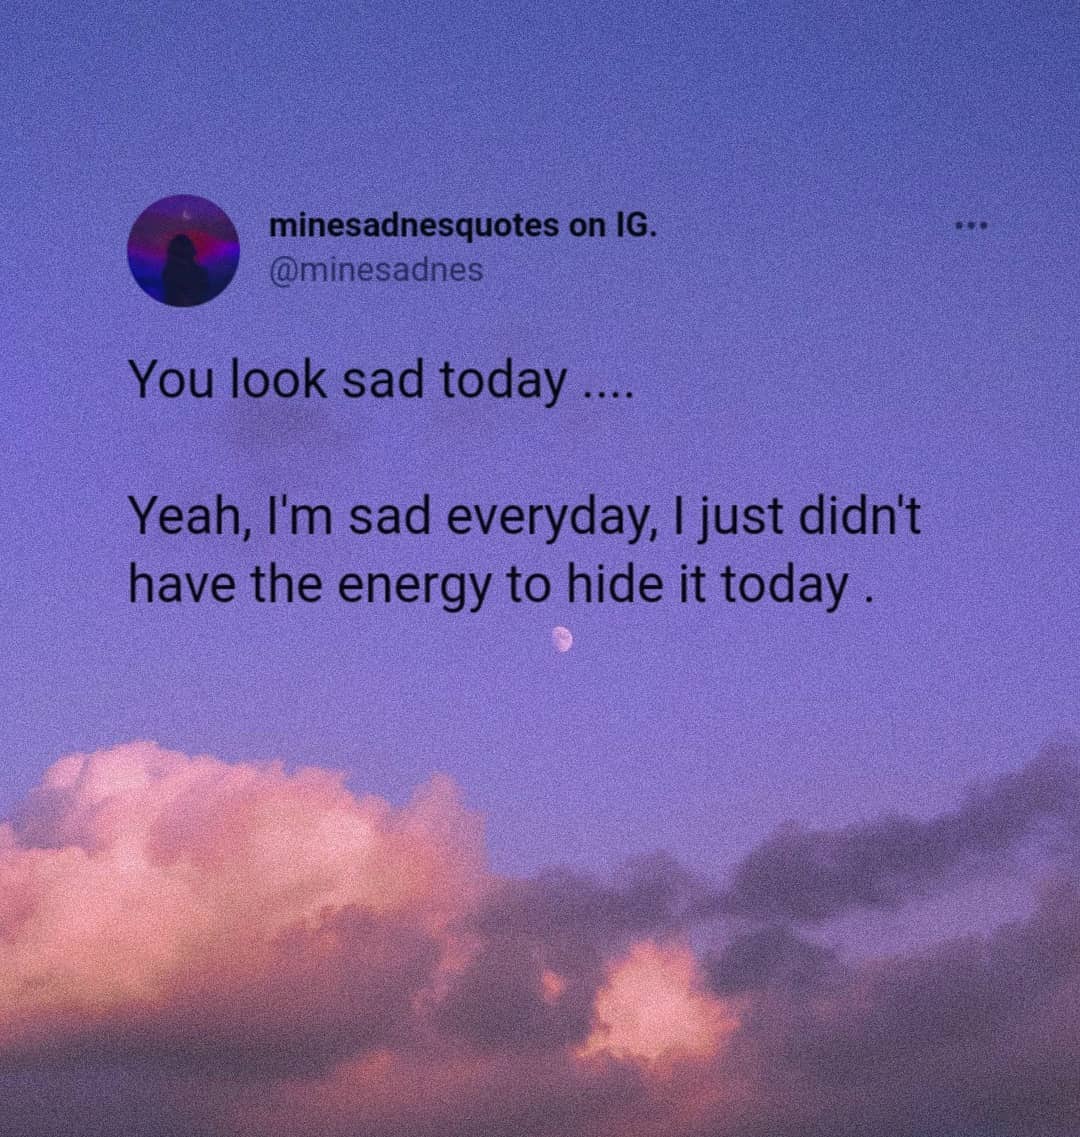 minesadnesquotes on IG.
@minesadnes
You look sad today ....
Yeah, I'm sad everyday, I just didn't
have the energy to hide it today .